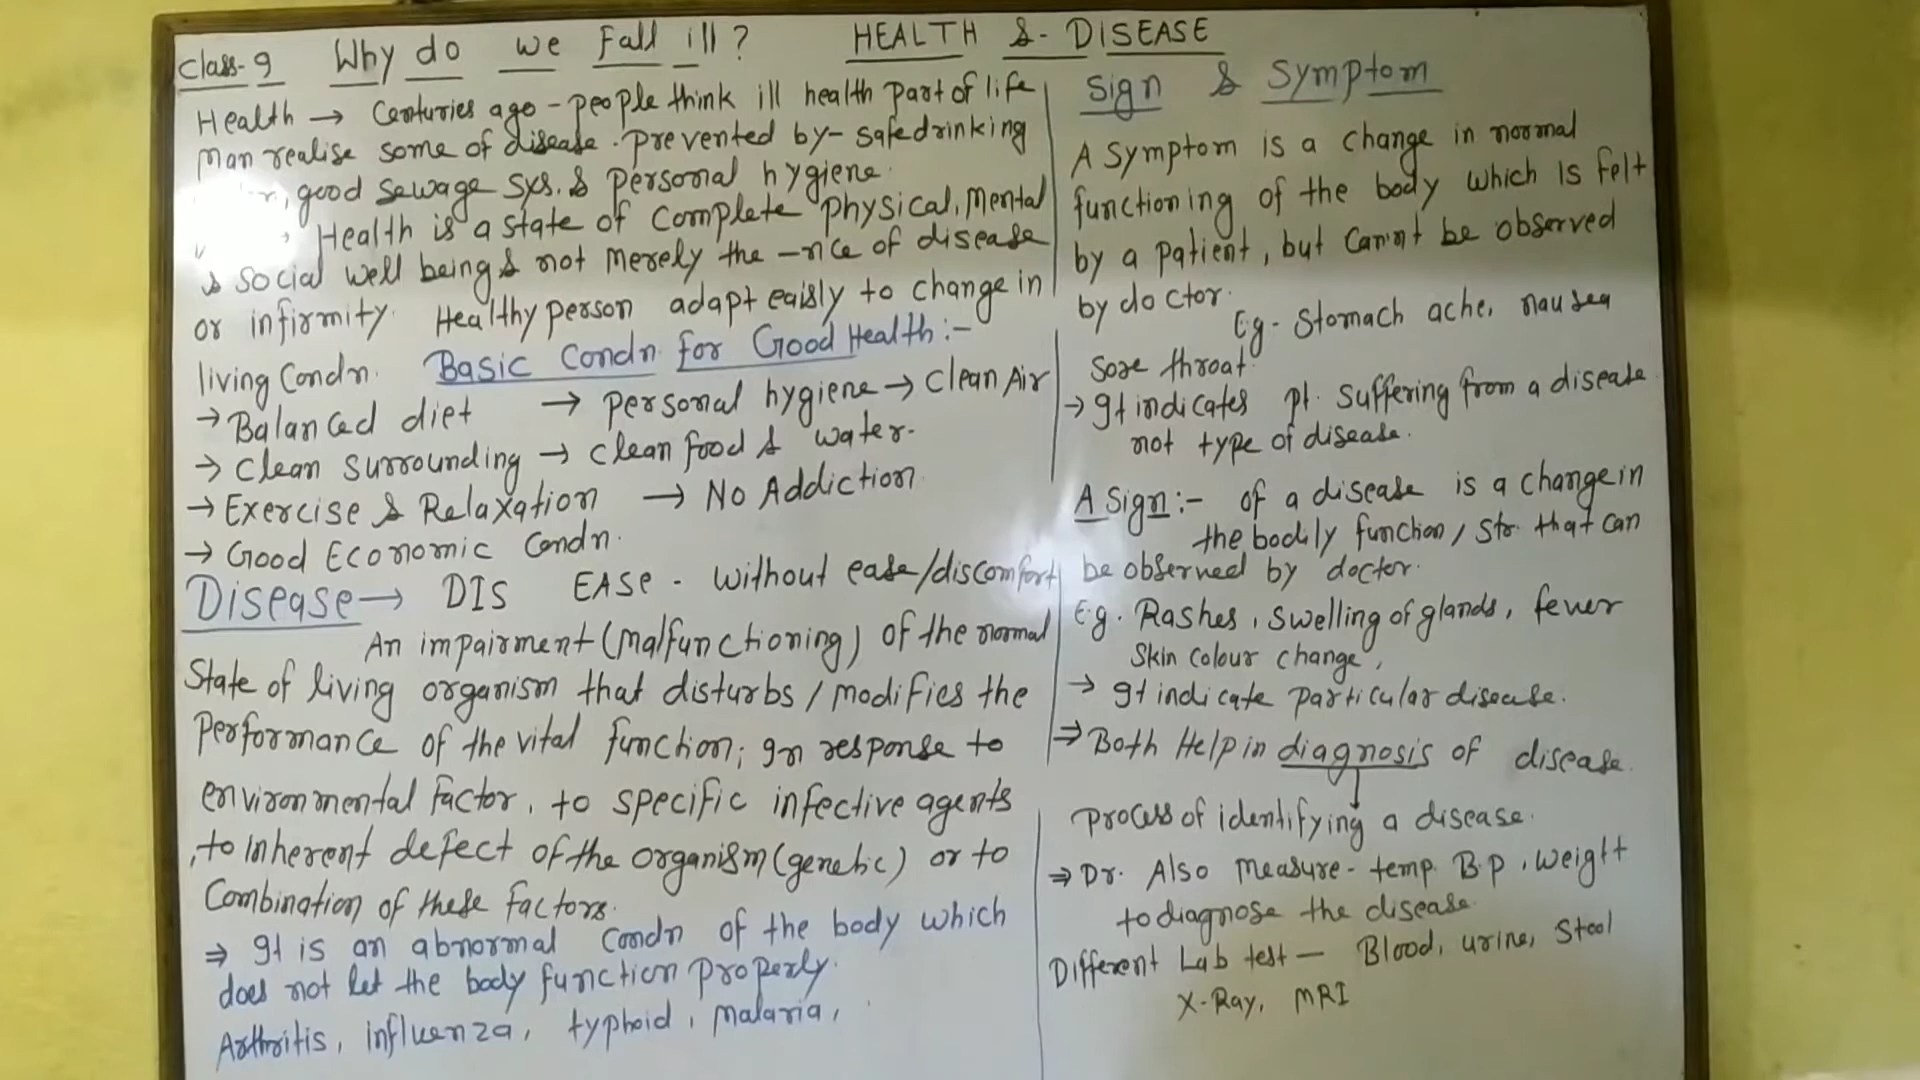 Class-9 Why do we Fall ill? HEALTH & DISEASE
Health → Centuries ago - people think ill health part of life
Man realise some of disease. prevented by- safe drinking
good sewage sys. & personal hygiene.
Health is a state of Complete physical, Mental
& social well being & not merely the -nce of disease
or infirmity. Healthy person adapt eaisly to change in
living Condn. Basic Condn for Good Health:-
→ Balanced diet → personal hygiene → Clean Air
→ Clean surrounding → clean food & water.
→ Exercise & Relaxation → No Addiction
→ Good Economic Condn.
Disease → DIS EASE - without ease/discomfort
An impairment (malfunctioning) of the normal
State of living organism that disturbs / modifies the
Performance of the vital function; In response to
environmental factor, to specific infective agents
, to Inherent defect of the organism (genetic) or to
Combination of these factors.
⇒ It is an abnormal Condn of the body which
does not let the body function properly.
Arthritis, influenza, typhoid, malaria,
Sign & Symptom
A Symptom is a change in normal
functioning of the body which is felt
by a patient, but Cannot be observed
by doctor.
Eg- Stomach ache, nausea
Sore throat.
→ It indicates pt. suffering from a disease
not type of disease.
A Sign:- of a disease is a change in
the bodily function / Str. that can
be observed by doctor.
E.g. Rashes, swelling of glands, fever
Skin colour change,
→ It indicate particular disease.
⇒ Both Help in diagnosis of disease.
process of identifying a disease.
⇒ Dr. Also measure - temp. B.p, weight
to diagnose the disease.
Different Lab test - Blood, urine, Stool
X-Ray, MRI